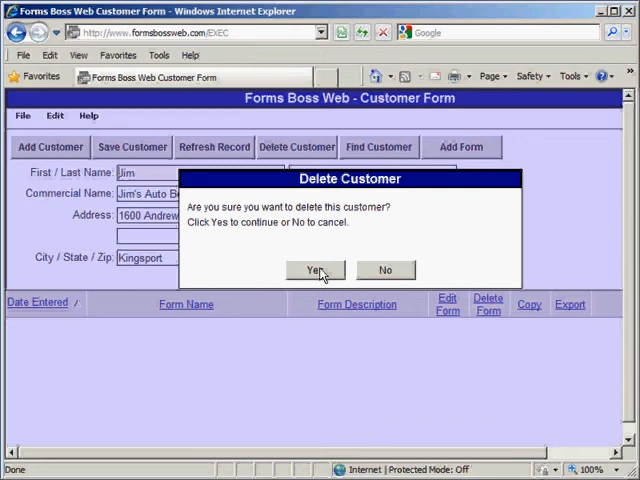 Forms Boss Web Customer Form - Windows Internet Explorer
http://www.formsbossweb.com/EXEC
Google
File Edit View Favorites Tools Help
Favorites Forms Boss Web Customer Form Page Safety Tools
Forms Boss Web - Customer Form
File Edit Help
Add Customer Save Customer Refresh Record Delete Customer Find Customer Add Form
First / Last Name: Jim
Delete Customer
Commercial Name: Jim's Auto
Are you sure you want to delete this customer?
Address: 1600 Andrew
Click Yes to continue or No to cancel.
City / State / Zip: Kingsport
Yes No
Date Entered Form Name Form Description Edit Form Delete Form Copy Export
Done Internet | Protected Mode: Off 100%